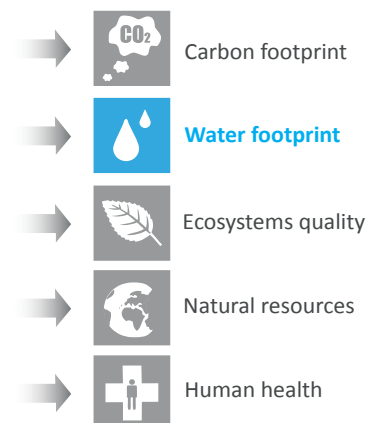 CO₂
Carbon footprint
Water footprint
Ecosystems quality
Natural resources
Human health